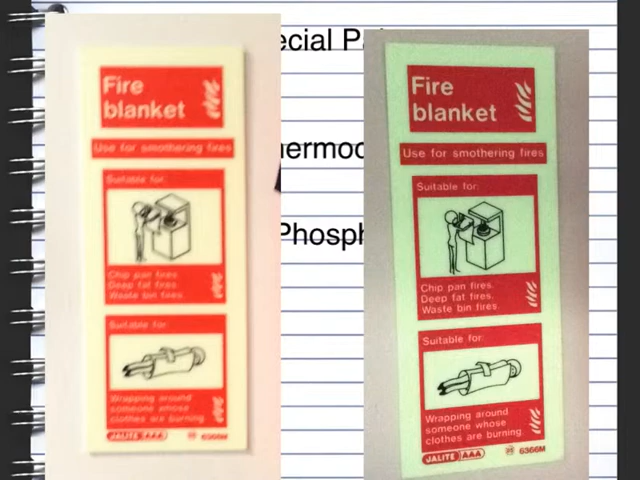 ecial Pa
hermoc
Phosph
Fire
blanket
Use for smothering fires
Suitable for:
Chip pan fires.
Deep fat fires.
Waste bin fires.
Suitable for:
Wrapping around
someone whose
clothes are burning.
JALITE AAA
6366M
Fire
blanket
Use for smothering fires
Suitable for:
Chip pan fires.
Deep fat fires.
Waste bin fires.
Suitable for:
Wrapping around
someone whose
clothes are burning.
JALITE AAA
6366M